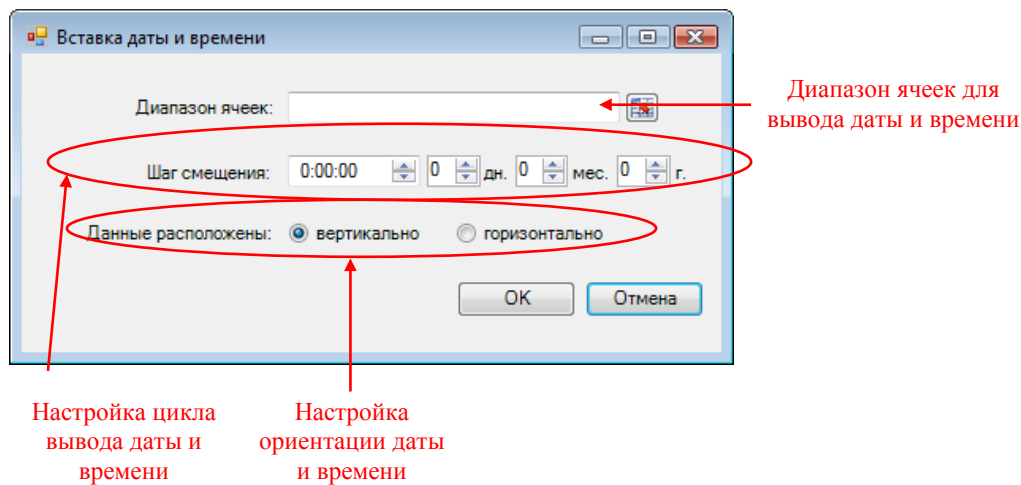 Вставка даты и времени
Диапазон ячеек:
Диапазон ячеек для
вывода даты и времени
Шаг смещения: 0:00:00 0 дн. 0 мес. 0 г.
Данные расположены: вертикально горизонтально
OK Отмена
Настройка цикла
вывода даты и
времени
Настройка
ориентации даты
и времени